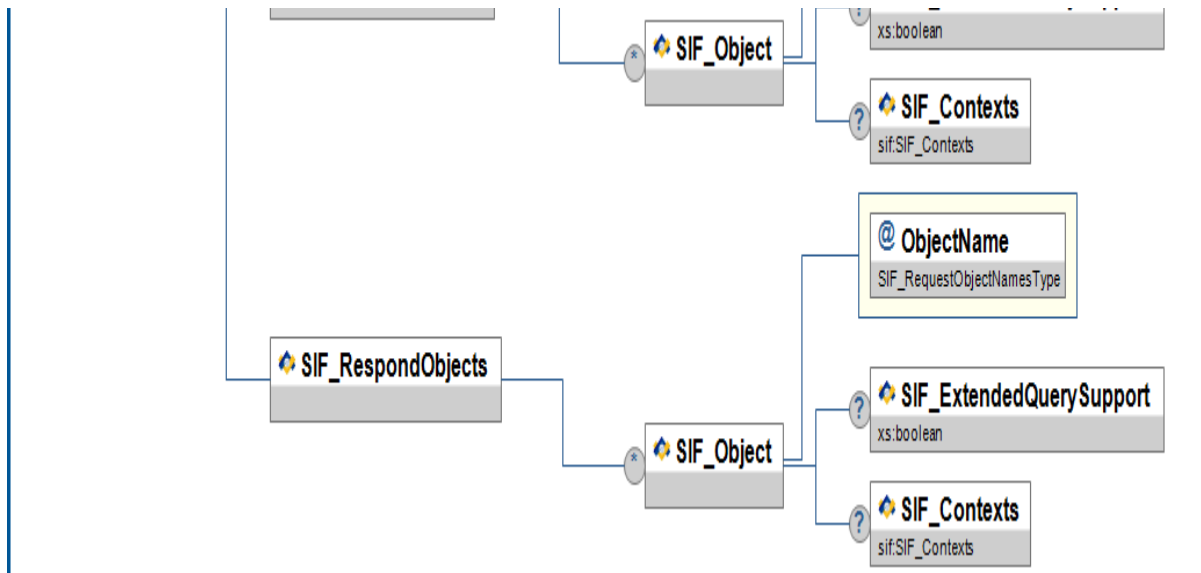 xs:boolean
* SIF_Object
? SIF_Contexts
sif:SIF_Contexts
@ ObjectName
SIF_RequestObjectNamesType
SIF_RespondObjects
? SIF_ExtendedQuerySupport
xs:boolean
* SIF_Object
? SIF_Contexts
sif:SIF_Contexts